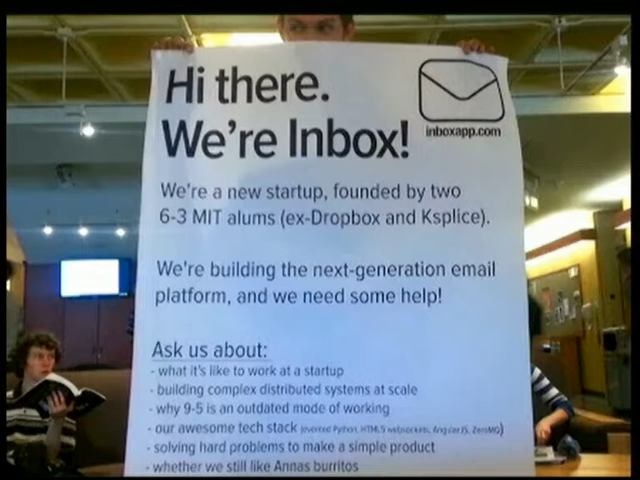 Hi there.
We're Inbox!
inboxapp.com
We're a new startup, founded by two
6-3 MIT alums (ex-Dropbox and Ksplice).
We're building the next-generation email
platform, and we need some help!
Ask us about:
- what it's like to work at a startup
- building complex distributed systems at scale
- why 9-5 is an outdated mode of working
- our awesome tech stack (evented Python, HTML5 websockets, AngularJS, ZeroMQ)
- solving hard problems to make a simple product
- whether we still like Annas burritos